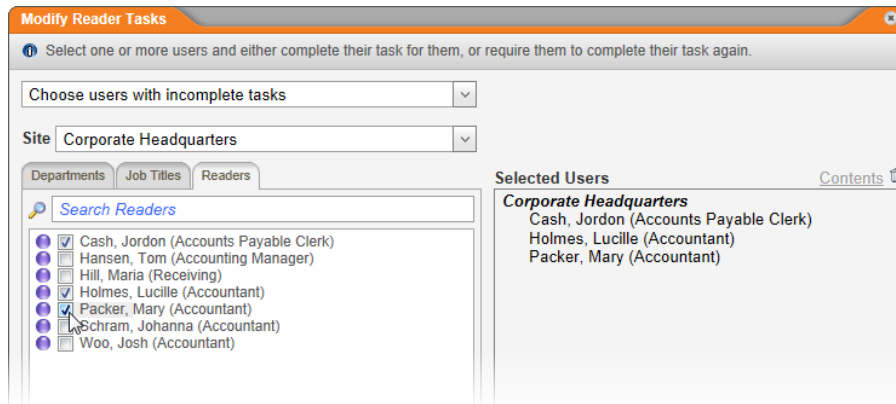 Modify Reader Tasks
Select one or more users and either complete their task for them, or require them to complete their task again.
Choose users with incomplete tasks
Site Corporate Headquarters
Departments Job Titles Readers
Search Readers
Cash, Jordon (Accounts Payable Clerk)
Hansen, Tom (Accounting Manager)
Hill, Maria (Receiving)
Holmes, Lucille (Accountant)
Packer, Mary (Accountant)
Schram, Johanna (Accountant)
Woo, Josh (Accountant)
Selected Users Contents
Corporate Headquarters
Cash, Jordon (Accounts Payable Clerk)
Holmes, Lucille (Accountant)
Packer, Mary (Accountant)